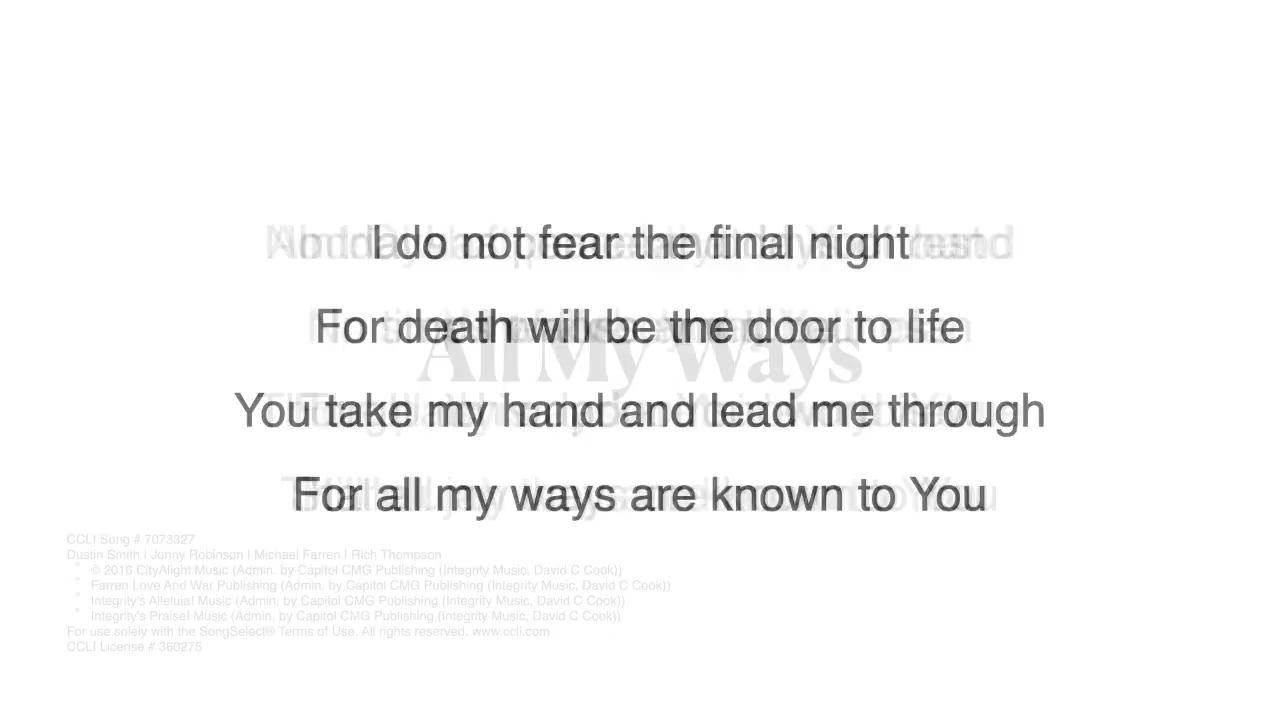 I do not fear the final night
For death will be the door to life
All My Ways
You take my hand and lead me through
For all my ways are known to You
CCLI Song # 7073327
Dustin Smith | Jonny Robinson | Michael Farren | Rich Thompson
* © 2016 CityAlight Music (Admin. by Capitol CMG Publishing (Integrity Music, David C Cook))
* Farren Love And War Publishing (Admin. by Capitol CMG Publishing (Integrity Music, David C Cook))
* Integrity's Alleluia! Music (Admin. by Capitol CMG Publishing (Integrity Music, David C Cook))
* Integrity's Praise! Music (Admin. by Capitol CMG Publishing (Integrity Music, David C Cook))
For use solely with the SongSelect® Terms of Use. All rights reserved. www.ccli.com
CCLI License # 360275